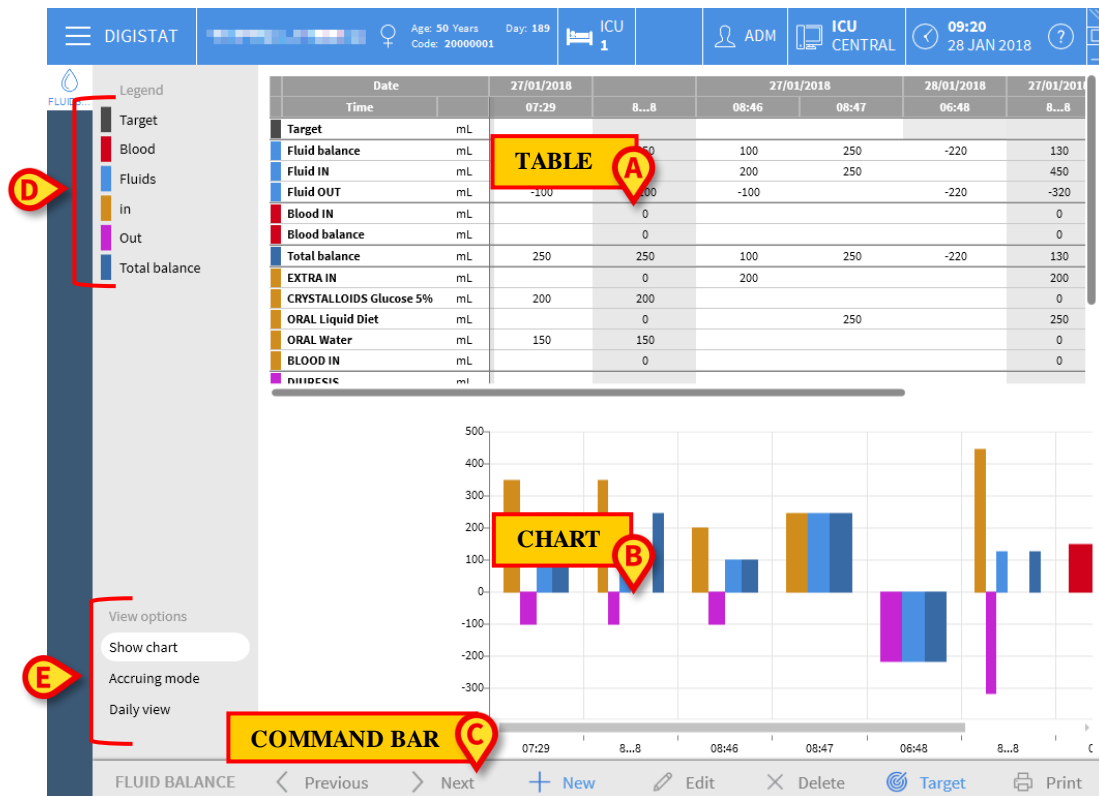 DIGISTAT
Age: 50 Years Day: 189
Code: 20000001
ICU
1
ADM
ICU
CENTRAL
09:20
28 JAN 2018
?
FLUIDS...
Legend
Target
Blood
Fluids
in
Out
Total balance
D
Date 27/01/2018 27/01/2018 28/01/2018 27/01/201
Time 07:29 8...8 08:46 08:47 06:48 8...8
Target mL
Fluid balance mL 100 250 -220 130
Fluid IN mL 200 250 450
Fluid OUT mL -100 -100 -220 -320
Blood IN mL 0 0
Blood balance mL 0 0
Total balance mL 250 250 100 250 -220 130
EXTRA IN mL 0 200 200
CRYSTALLOIDS Glucose 5% mL 200 200 0
ORAL Liquid Diet mL 0 250 250
ORAL Water mL 150 150 0
BLOOD IN mL 0 0
DIURESIS mL
TABLE
A
500
400
300
200
100
0
-100
-200
-300
CHART
B
07:29 8...8 08:46 08:47 06:48 8...8
View options
Show chart
Accruing mode
Daily view
E
COMMAND BAR
C
FLUID BALANCE Previous Next New Edit Delete Target Print